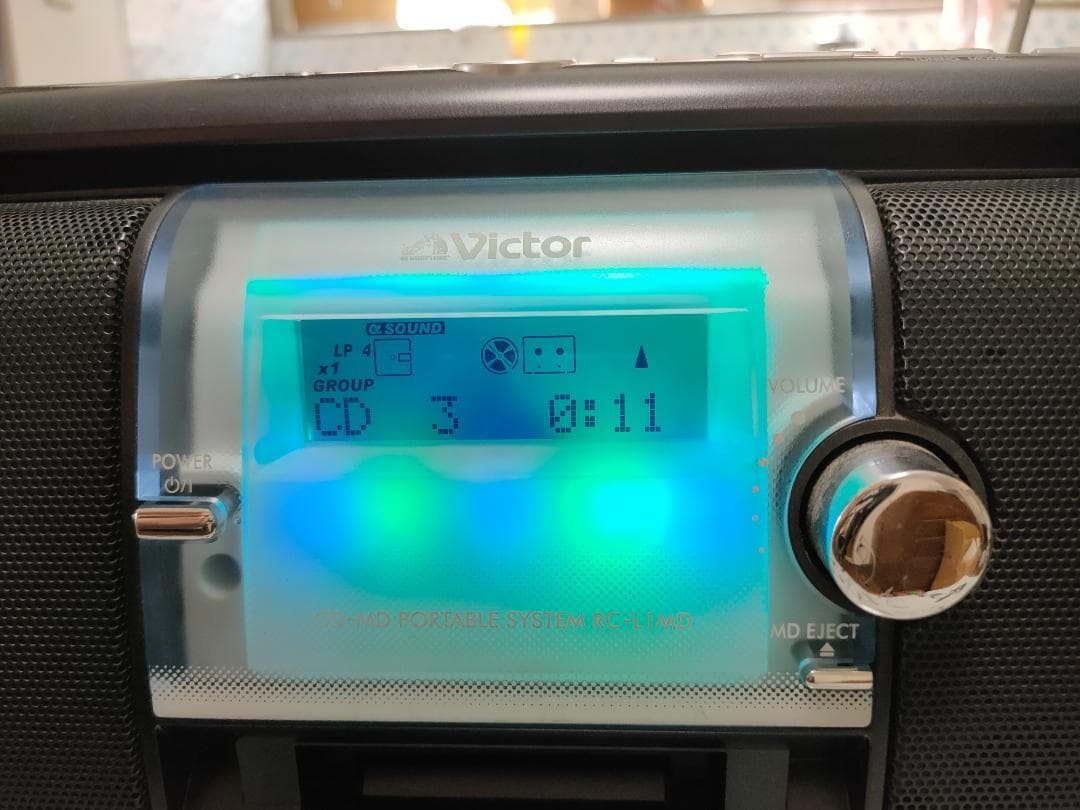 Victor
α SOUND
LP 4
x1
GROUP
CD 3 0:11
VOLUME
POWER
⏻/I
CD-MD PORTABLE SYSTEM RC-L1MD
MD EJECT